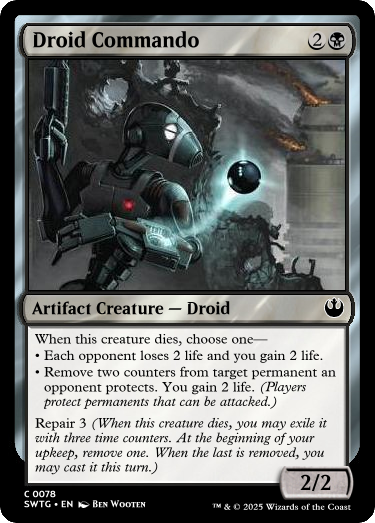 Droid Commando 2
Artifact Creature — Droid
When this creature dies, choose one—
• Each opponent loses 2 life and you gain 2 life.
• Remove two counters from target permanent an
opponent protects. You gain 2 life. (Players
protect permanents that can be attacked.)
Repair 3 (When this creature dies, you may exile it
with three time counters. At the beginning of your
upkeep, remove one. When the last is removed, you
may cast it this turn.)
2/2
C 0078
SWTG • EN BEN WOOTEN
™ & © 2025 Wizards of the Coast